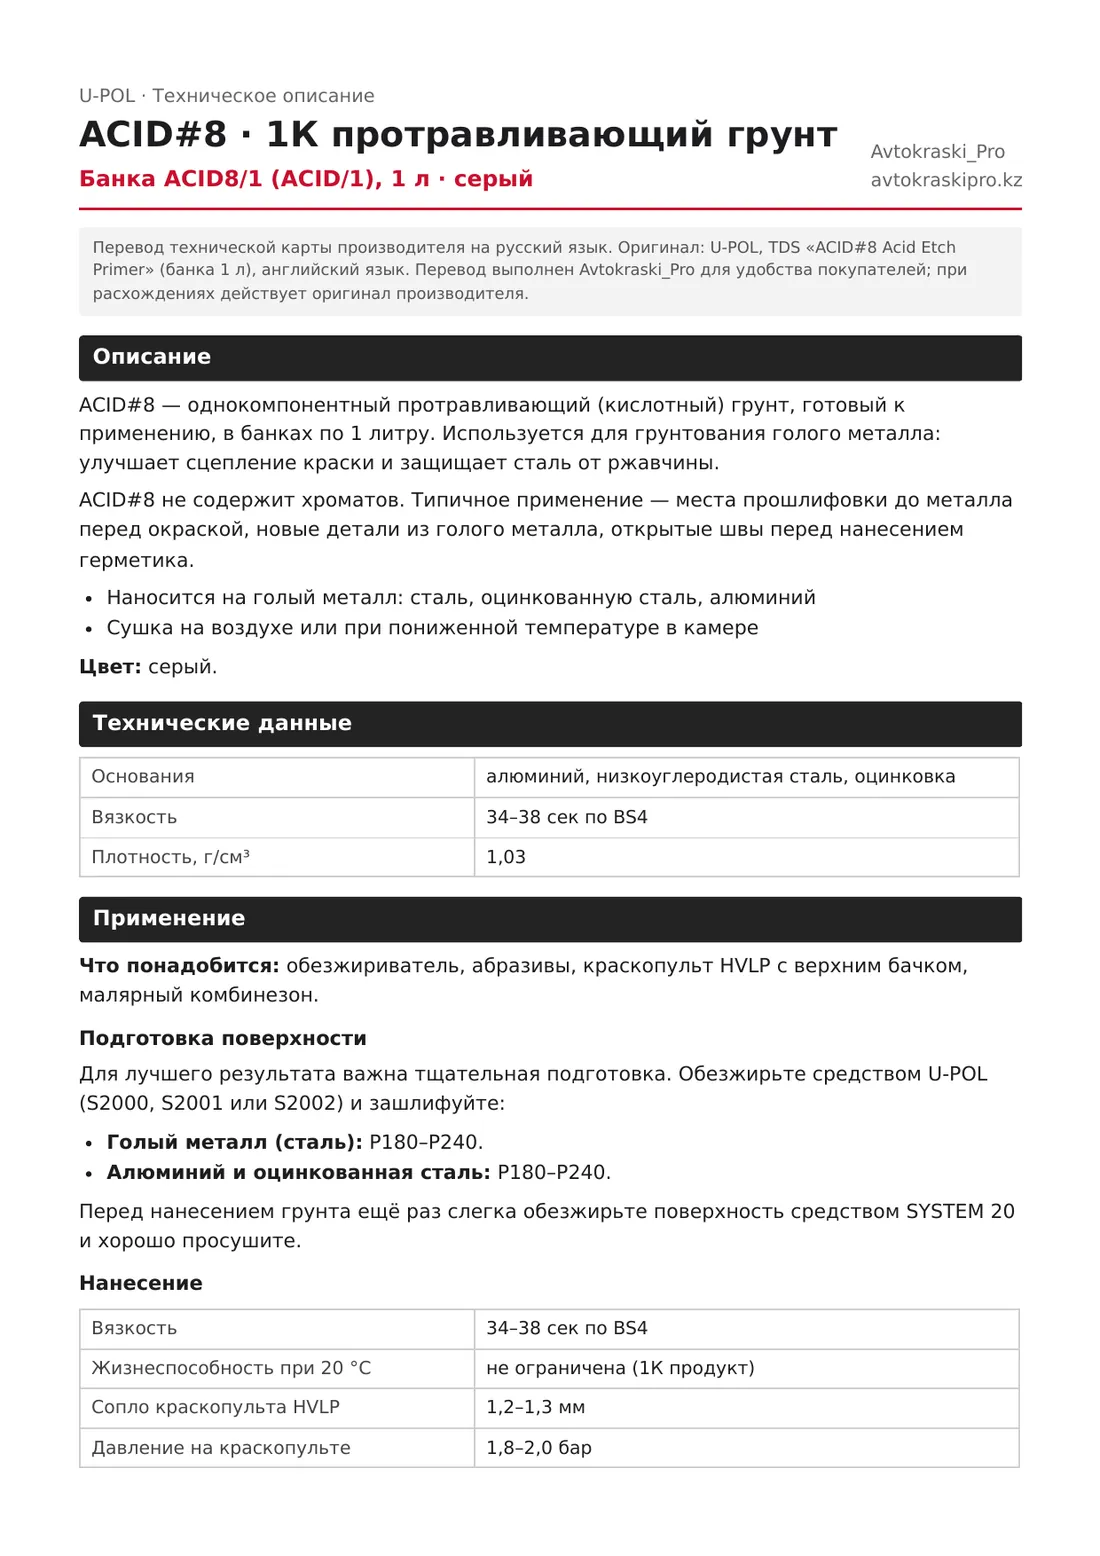 U-POL · Техническое описание
ACID#8 · 1К протравливающий грунт
Банка ACID8/1 (ACID/1), 1 л · серый
Avtokraski_Pro
avtokraskipro.kz
Перевод технической карты производителя на русский язык. Оригинал: U-POL, TDS «ACID#8 Acid Etch
Primer» (банка 1 л), английский язык. Перевод выполнен Avtokraski_Pro для удобства покупателей; при
расхождениях действует оригинал производителя.
Описание
ACID#8 — однокомпонентный протравливающий (кислотный) грунт, готовый к
применению, в банках по 1 литру. Используется для грунтования голого металла:
улучшает сцепление краски и защищает сталь от ржавчины.
ACID#8 не содержит хроматов. Типичное применение — места прошлифовки до металла
перед окраской, новые детали из голого металла, открытые швы перед нанесением
герметика.
• Наносится на голый металл: сталь, оцинкованную сталь, алюминий
• Сушка на воздухе или при пониженной температуре в камере
Цвет: серый.
Технические данные
Основания алюминий, низкоуглеродистая сталь, оцинковка
Вязкость 34–38 сек по BS4
Плотность, г/см³ 1,03
Применение
Что понадобится: обезжириватель, абразивы, краскопульт HVLP с верхним бачком,
малярный комбинезон.
Подготовка поверхности
Для лучшего результата важна тщательная подготовка. Обезжирьте средством U-POL
(S2000, S2001 или S2002) и зашлифуйте:
• Голый металл (сталь): P180–P240.
• Алюминий и оцинкованная сталь: P180–P240.
Перед нанесением грунта ещё раз слегка обезжирьте поверхность средством SYSTEM 20
и хорошо просушите.
Нанесение
Вязкость 34–38 сек по BS4
Жизнеспособность при 20 °C не ограничена (1К продукт)
Сопло краскопульта HVLP 1,2–1,3 мм
Давление на краскопульте 1,8–2,0 бар